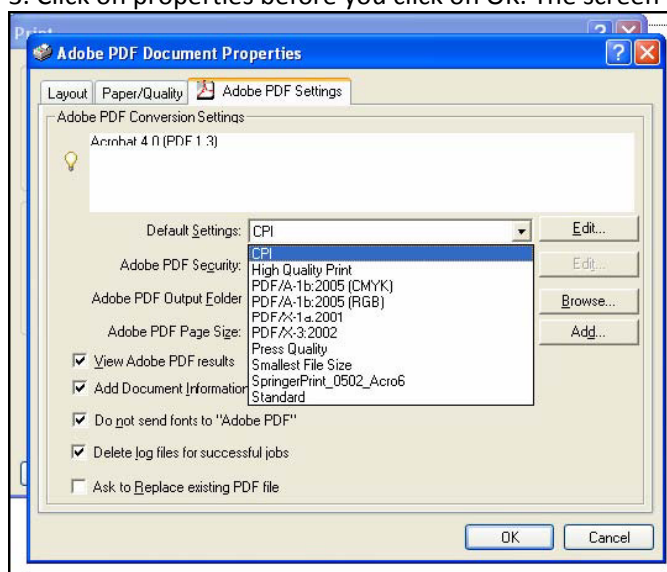 3. Click on properties before you click on OK. The screen
Adobe PDF Document Properties
Layout Paper/Quality Adobe PDF Settings
Adobe PDF Conversion Settings
Acrobat 4.0 (PDF 1.3)
Default Settings: CPI Edit...
CPI
Adobe PDF Security: High Quality Print Edit...
PDF/A-1b:2005 (CMYK)
Adobe PDF Output Folder PDF/A-1b:2005 (RGB) Browse...
PDF/X-1a:2001
Adobe PDF Page Size: PDF/X-3:2002 Add...
Press Quality
View Adobe PDF results Smallest File Size
Add Document Information SpringerPrint_0502_Acro6
Standard
Do not send fonts to "Adobe PDF"
Delete log files for successful jobs
Ask to Replace existing PDF file
OK Cancel